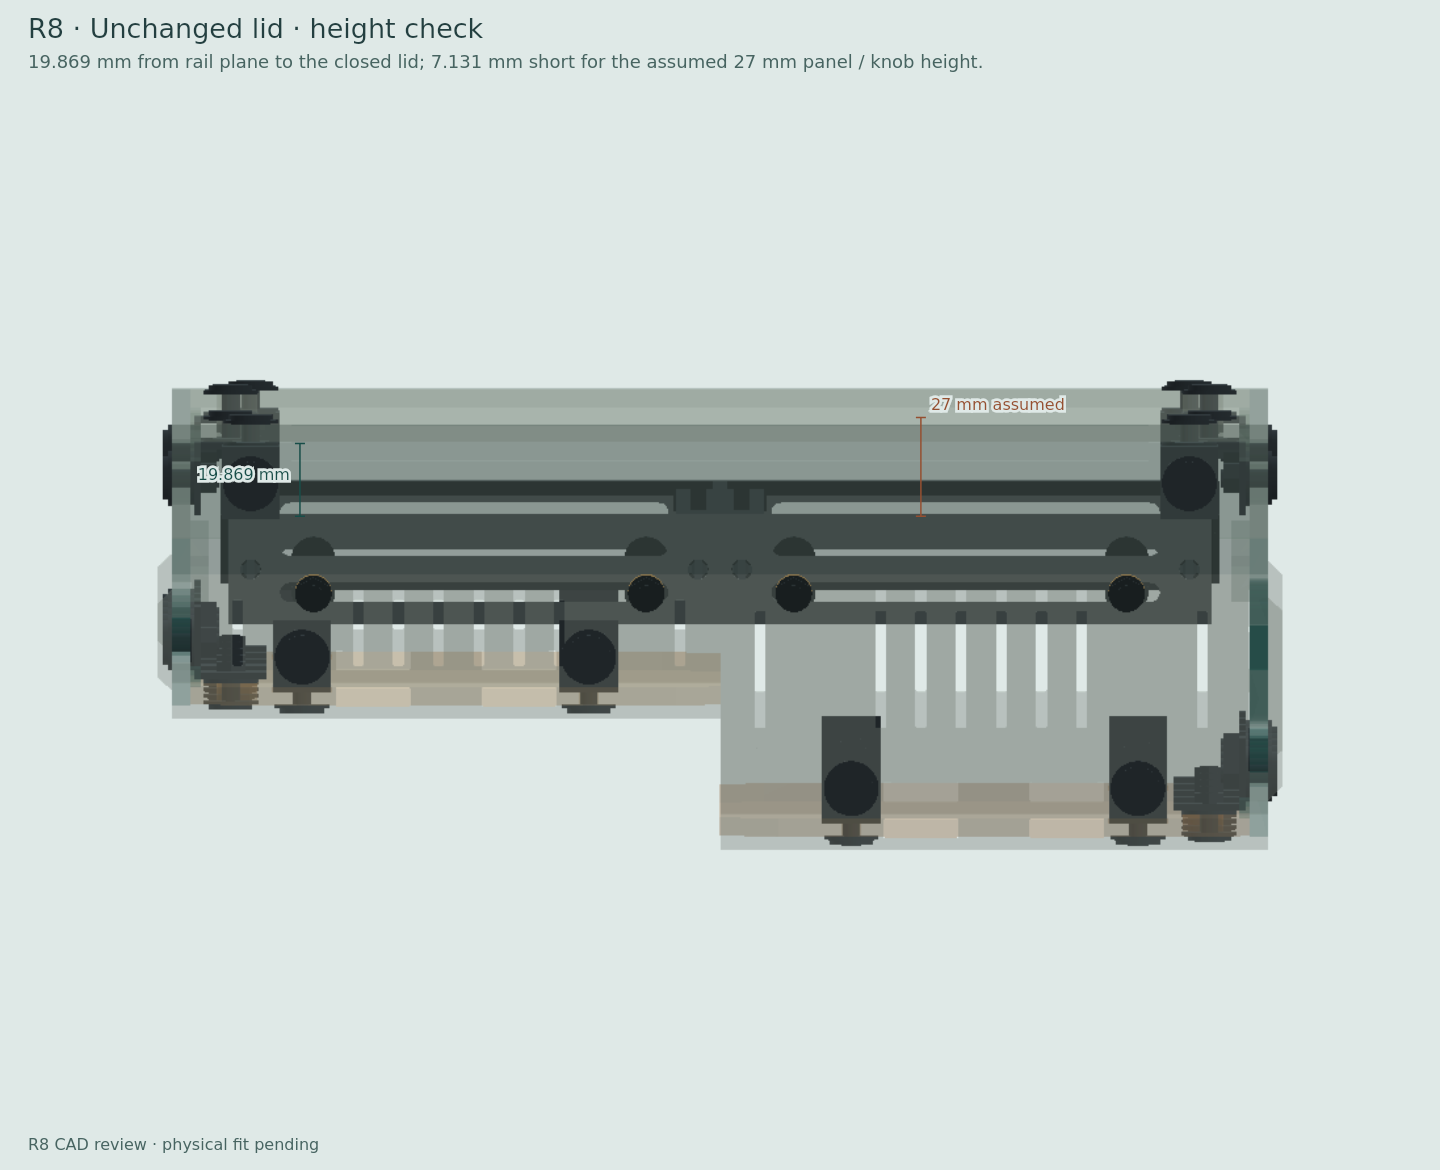 R8 · Unchanged lid · height check
19.869 mm from rail plane to the closed lid; 7.131 mm short for the assumed 27 mm panel / knob height.
27 mm assumed
19.869 mm
R8 CAD review · physical fit pending